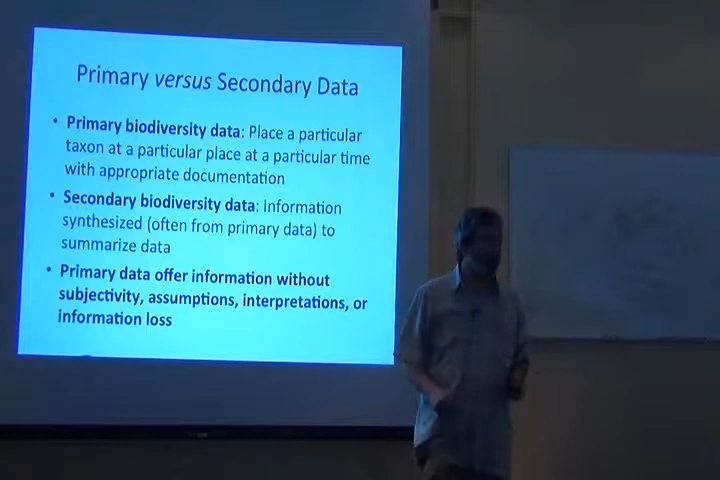 Primary versus Secondary Data
• Primary biodiversity data: Place a particular
taxon at a particular place at a particular time
with appropriate documentation
• Secondary biodiversity data: Information
synthesized (often from primary data) to
summarize data
• Primary data offer information without
subjectivity, assumptions, interpretations, or
information loss